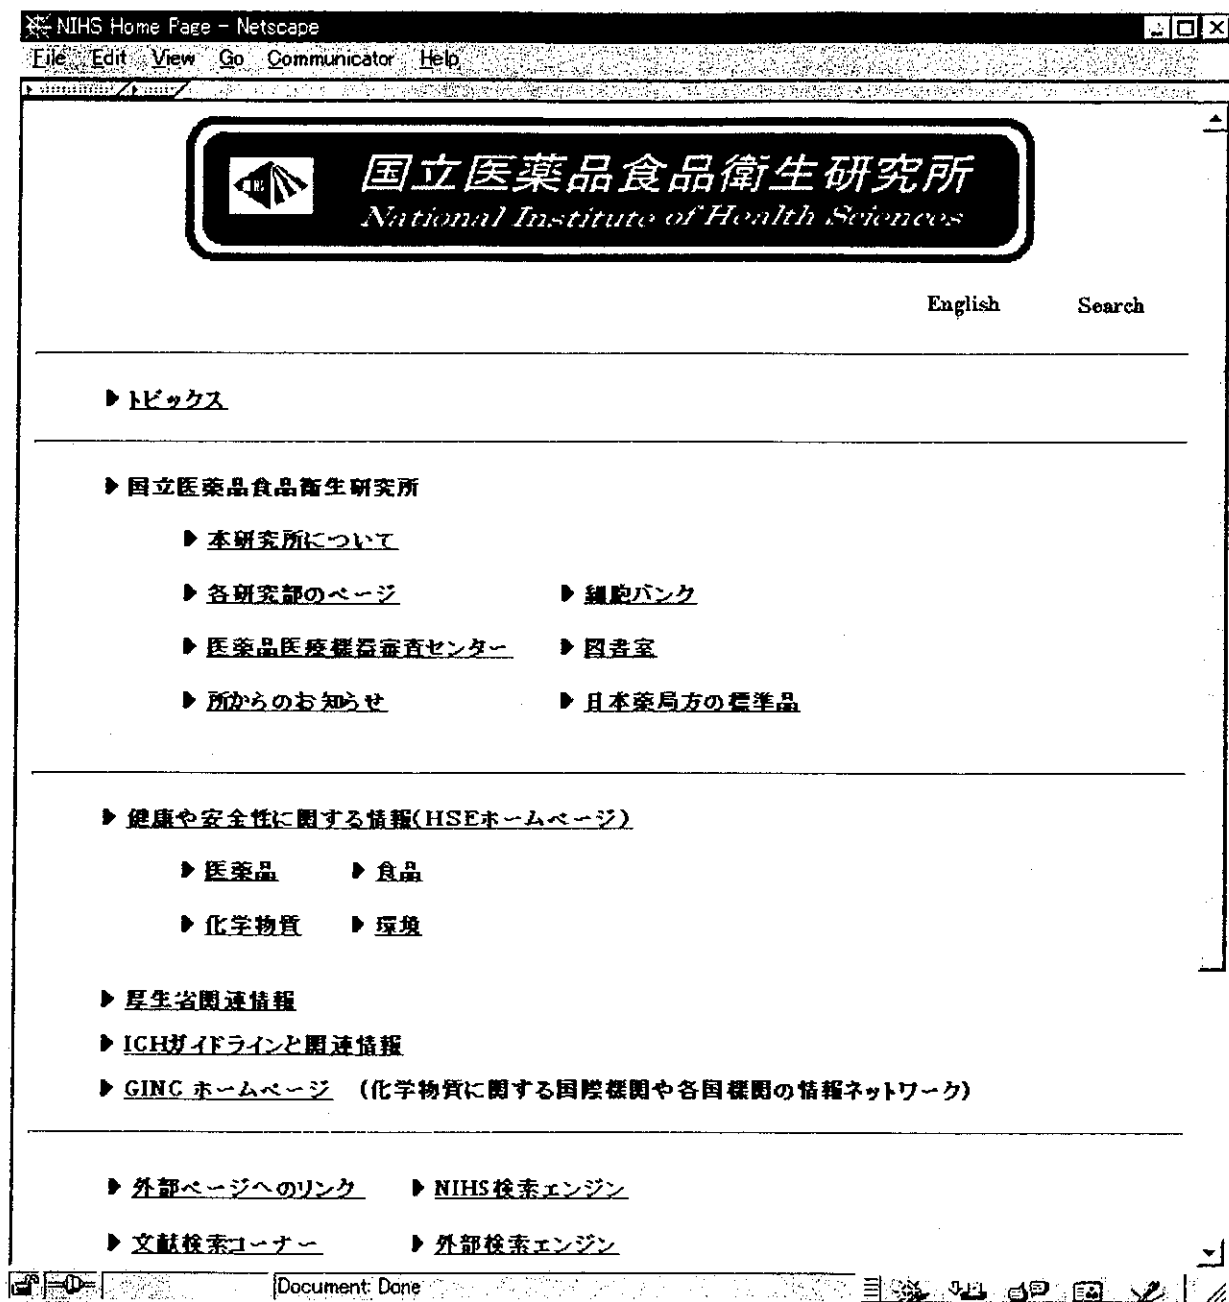 NIHS Home Page - Netscape
File Edit View Go Communicator Help
国立医薬品食品衛生研究所
National Institute of Health Sciences
English Search
トピックス
国立医薬品食品衛生研究所
本研究所について
各研究部のページ 細胞バンク
医薬品医療機器審査センター 図書室
所からのお知らせ 日本薬局方の標準品
健康や安全性に関する情報(HSEホームページ)
医薬品 食品
化学物質 環境
厚生省関連情報
ICHガイドラインと関連情報
GINC ホームページ (化学物質に関する国際機関や各国機関の情報ネットワーク)
外部ページへのリンク NIHS検索エンジン
文献検索コーナー 外部検索エンジン
Document: Done